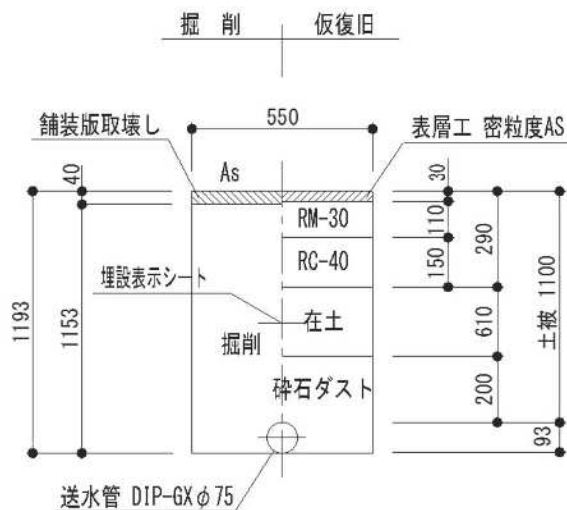 掘 削 仮復旧
舗装版取壊し 550 表層工 密粒度AS
As
40
30
RM-30
110
290
RC-40
150
埋設表示シート
在土
掘削
610
土被 1100
1193
1153
砕石ダスト
200
93
送水管 DIP-GXφ75